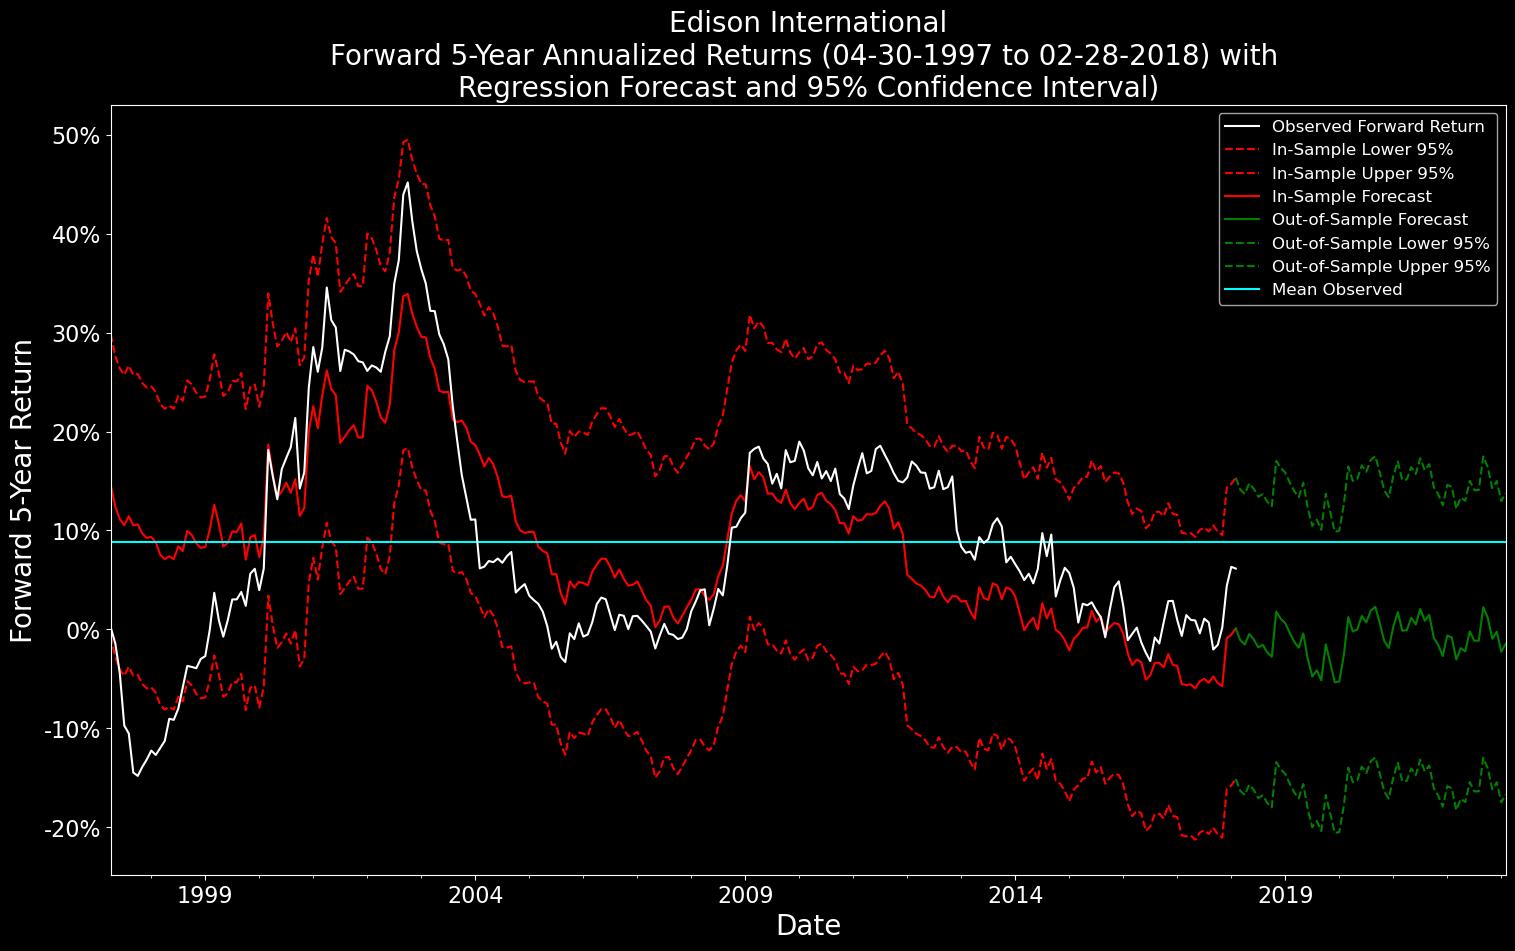 Edison International
Forward 5-Year Annualized Returns (04-30-1997 to 02-28-2018) with
Regression Forecast and 95% Confidence Interval)
Observed Forward Return
In-Sample Lower 95%
In-Sample Upper 95%
In-Sample Forecast
Out-of-Sample Forecast
Out-of-Sample Lower 95%
Out-of-Sample Upper 95%
Mean Observed
Forward 5-Year Return
50%
40%
30%
20%
10%
0%
-10%
-20%
1999 2004 2009 2014 2019
Date